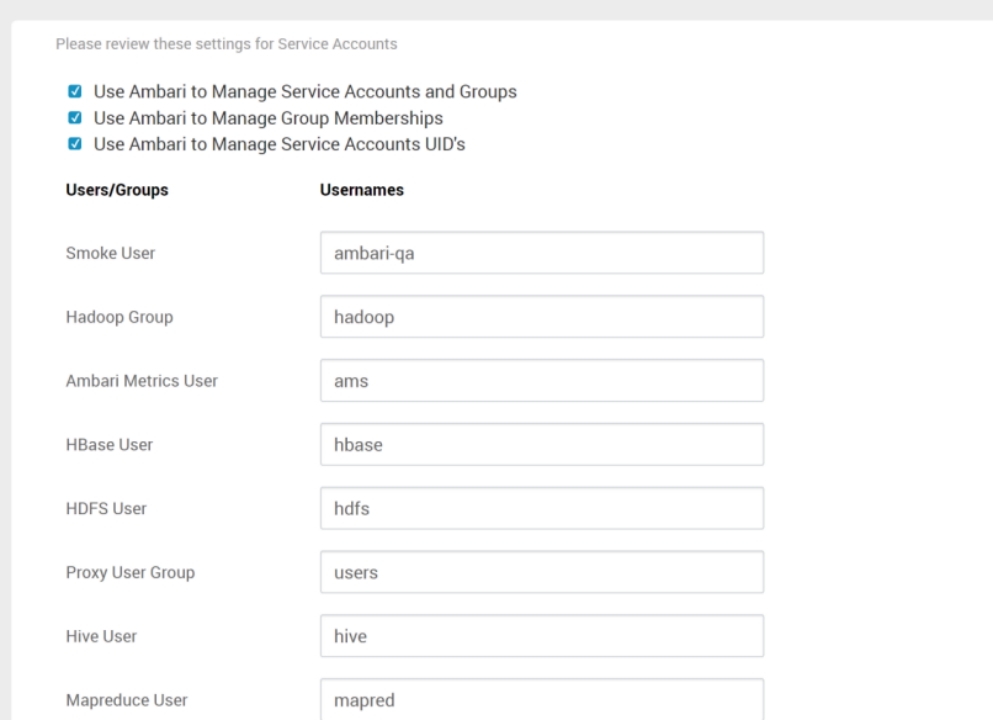 Please review these settings for Service Accounts
Use Ambari to Manage Service Accounts and Groups
Use Ambari to Manage Group Memberships
Use Ambari to Manage Service Accounts UID's
Users/Groups Usernames
Smoke User ambari-qa
Hadoop Group hadoop
Ambari Metrics User ams
HBase User hbase
HDFS User hdfs
Proxy User Group users
Hive User hive
Mapreduce User mapred